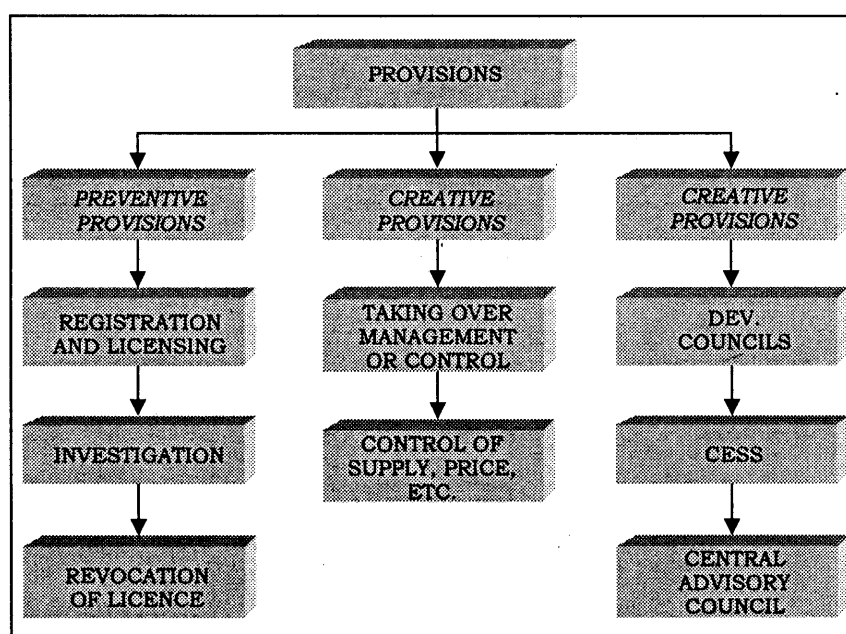 PROVISIONS
PREVENTIVE
PROVISIONS
CREATIVE
PROVISIONS
CREATIVE
PROVISIONS
REGISTRATION
AND LICENSING
TAKING OVER
MANAGEMENT
OR CONTROL
DEV.
COUNCILS
INVESTIGATION
CONTROL OF
SUPPLY, PRICE,
ETC.
CESS
REVOCATION
OF LICENCE
CENTRAL
ADVISORY
COUNCIL